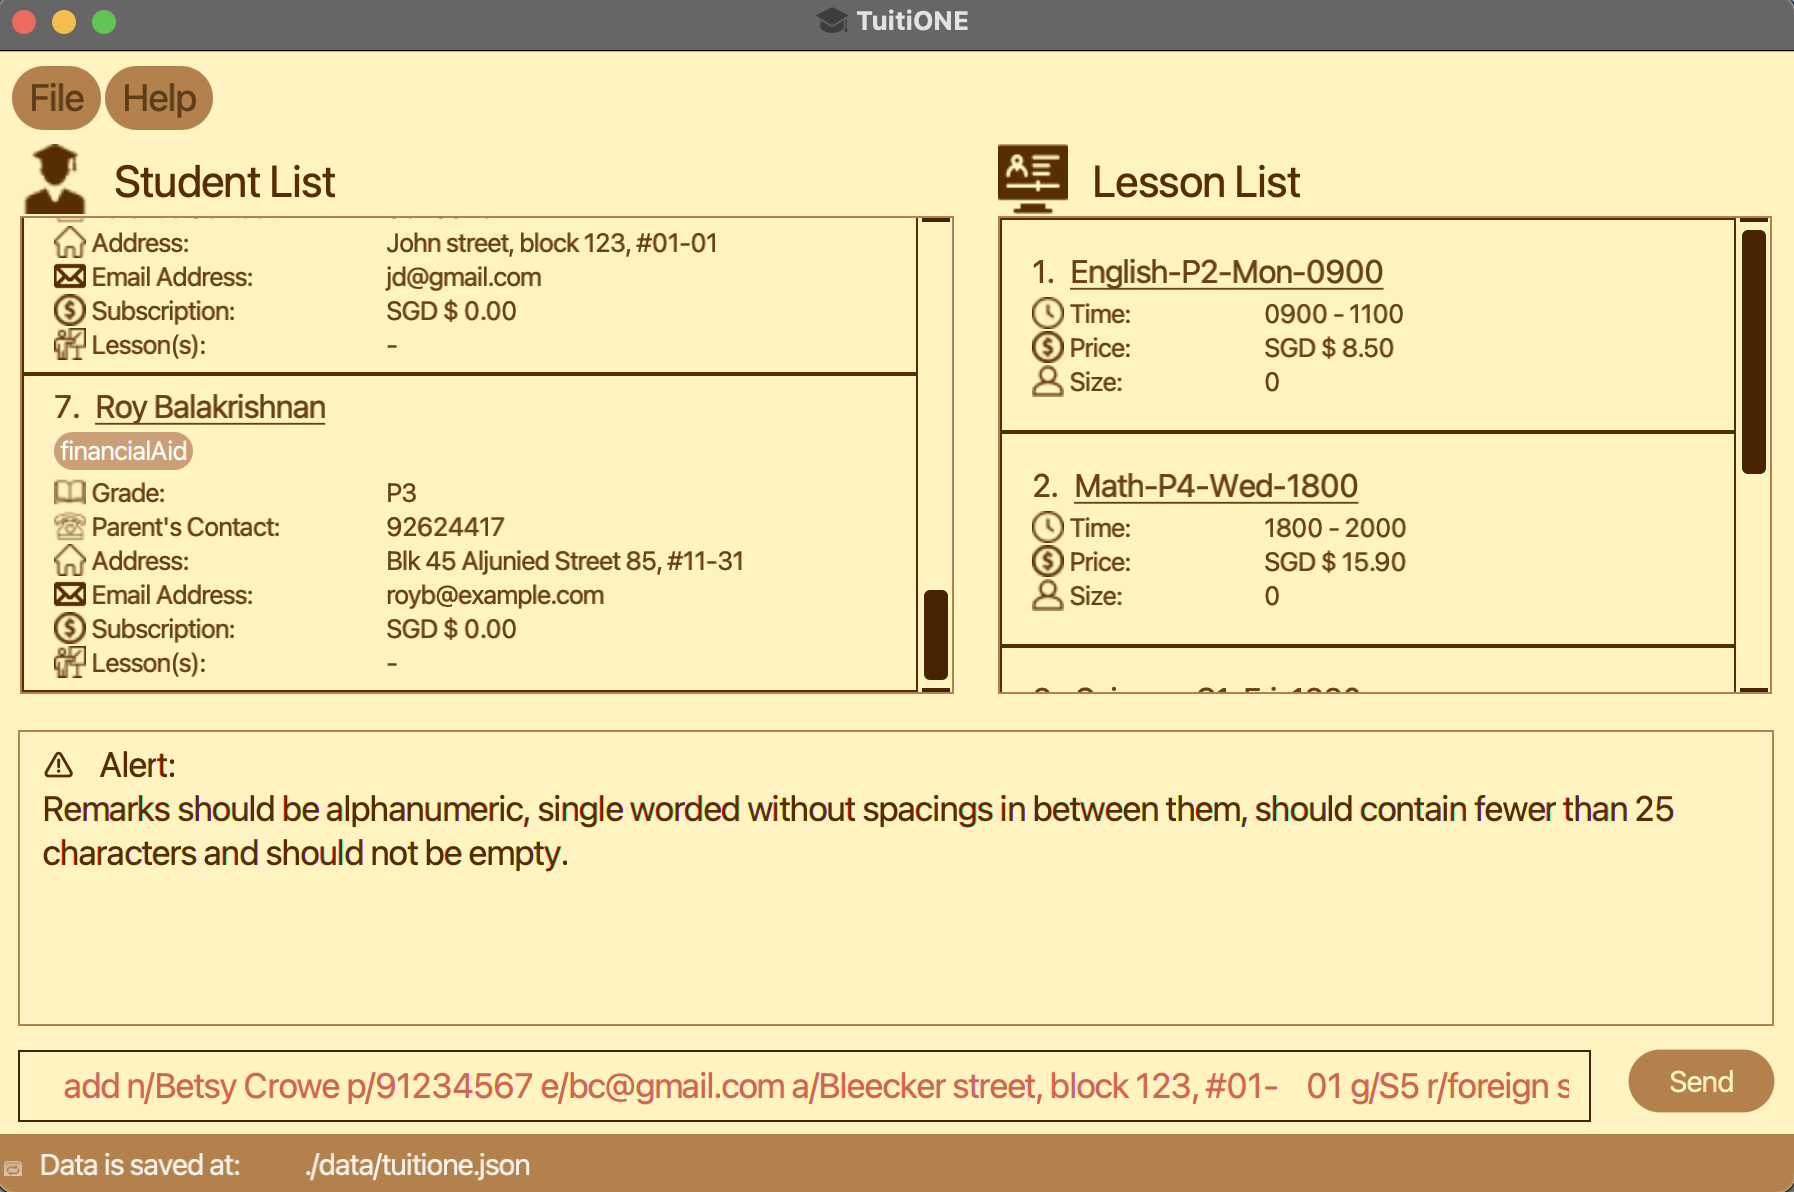 TuitiONE
File Help
Student List
Address: John street, block 123, #01-01
Email Address: jd@gmail.com
Subscription: SGD $ 0.00
Lesson(s): -
7. Roy Balakrishnan
financialAid
Grade: P3
Parent's Contact: 92624417
Address: Blk 45 Aljunied Street 85, #11-31
Email Address: royb@example.com
Subscription: SGD $ 0.00
Lesson(s): -
Lesson List
1. English-P2-Mon-0900
Time: 0900 - 1100
Price: SGD $ 8.50
Size: 0
2. Math-P4-Wed-1800
Time: 1800 - 2000
Price: SGD $ 15.90
Size: 0
Alert:
Remarks should be alphanumeric, single worded without spacings in between them, should contain fewer than 25
characters and should not be empty.
add n/Betsy Crowe p/91234567 e/bc@gmail.com a/Bleecker street, block 123, #01- 01 g/S5 r/foreign s
Send
Data is saved at: ./data/tuitione.json